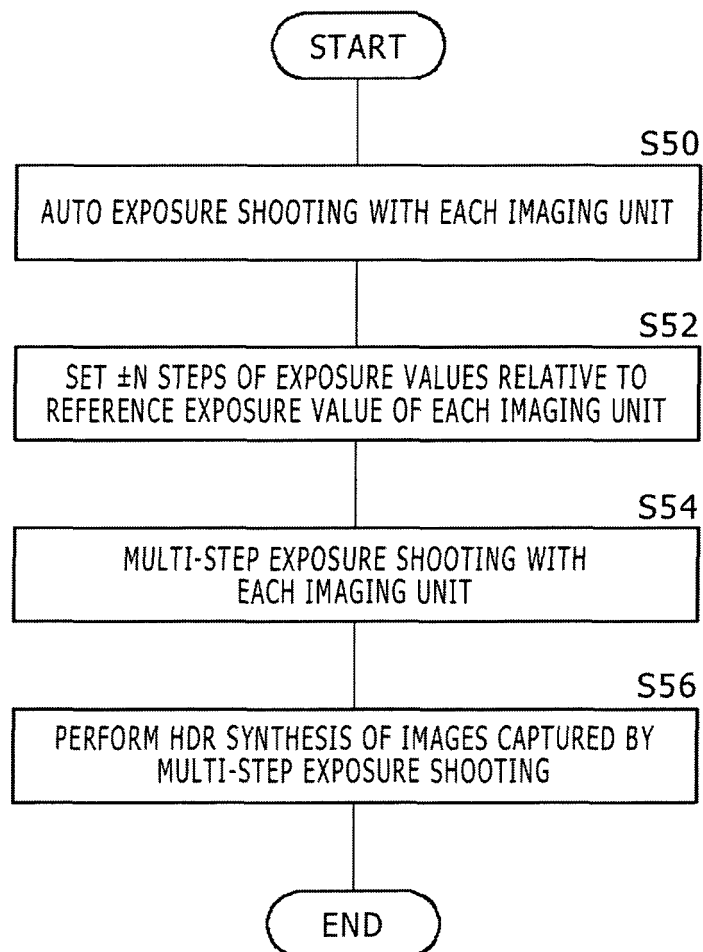 START
S50
AUTO EXPOSURE SHOOTING WITH EACH IMAGING UNIT
S52
SET ±N STEPS OF EXPOSURE VALUES RELATIVE TO
REFERENCE EXPOSURE VALUE OF EACH IMAGING UNIT
S54
MULTI-STEP EXPOSURE SHOOTING WITH
EACH IMAGING UNIT
S56
PERFORM HDR SYNTHESIS OF IMAGES CAPTURED BY
MULTI-STEP EXPOSURE SHOOTING
END